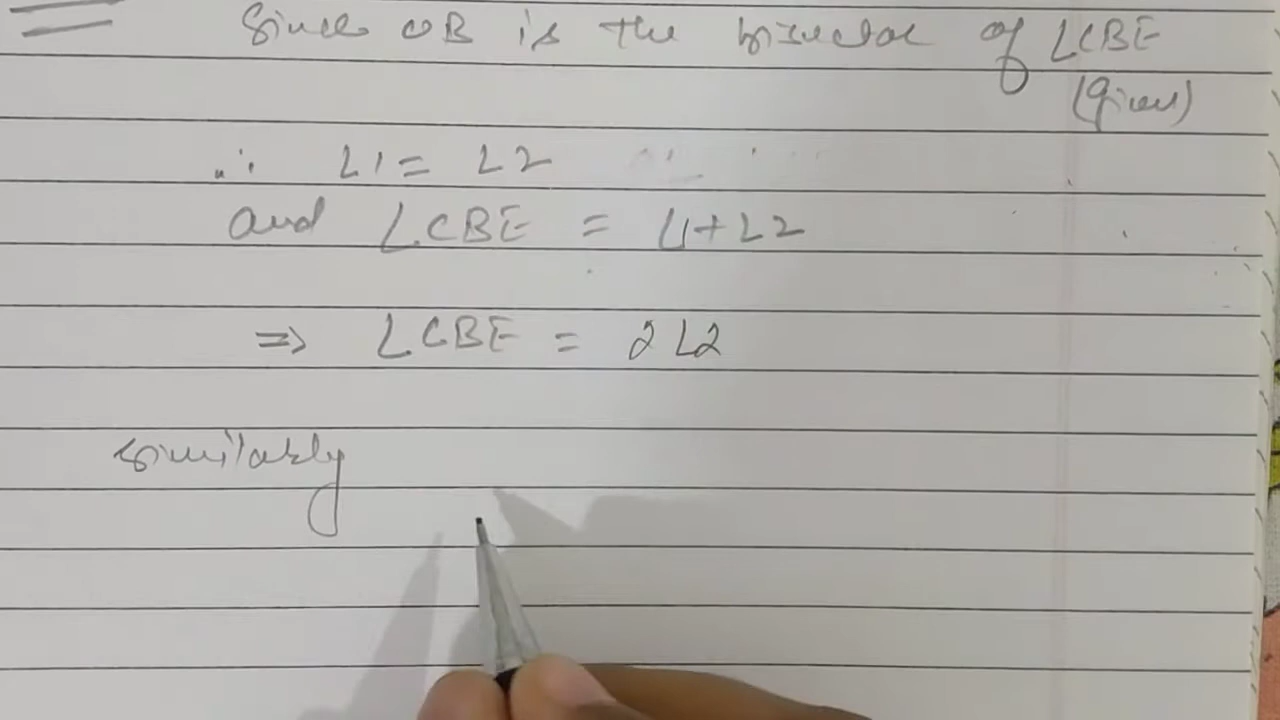 Since OB is the bisector of ∠CBE
(Given)
∴ ∠1 = ∠2
and ∠CBE = ∠1+∠2
⇒ ∠CBE = 2∠2
Similarly